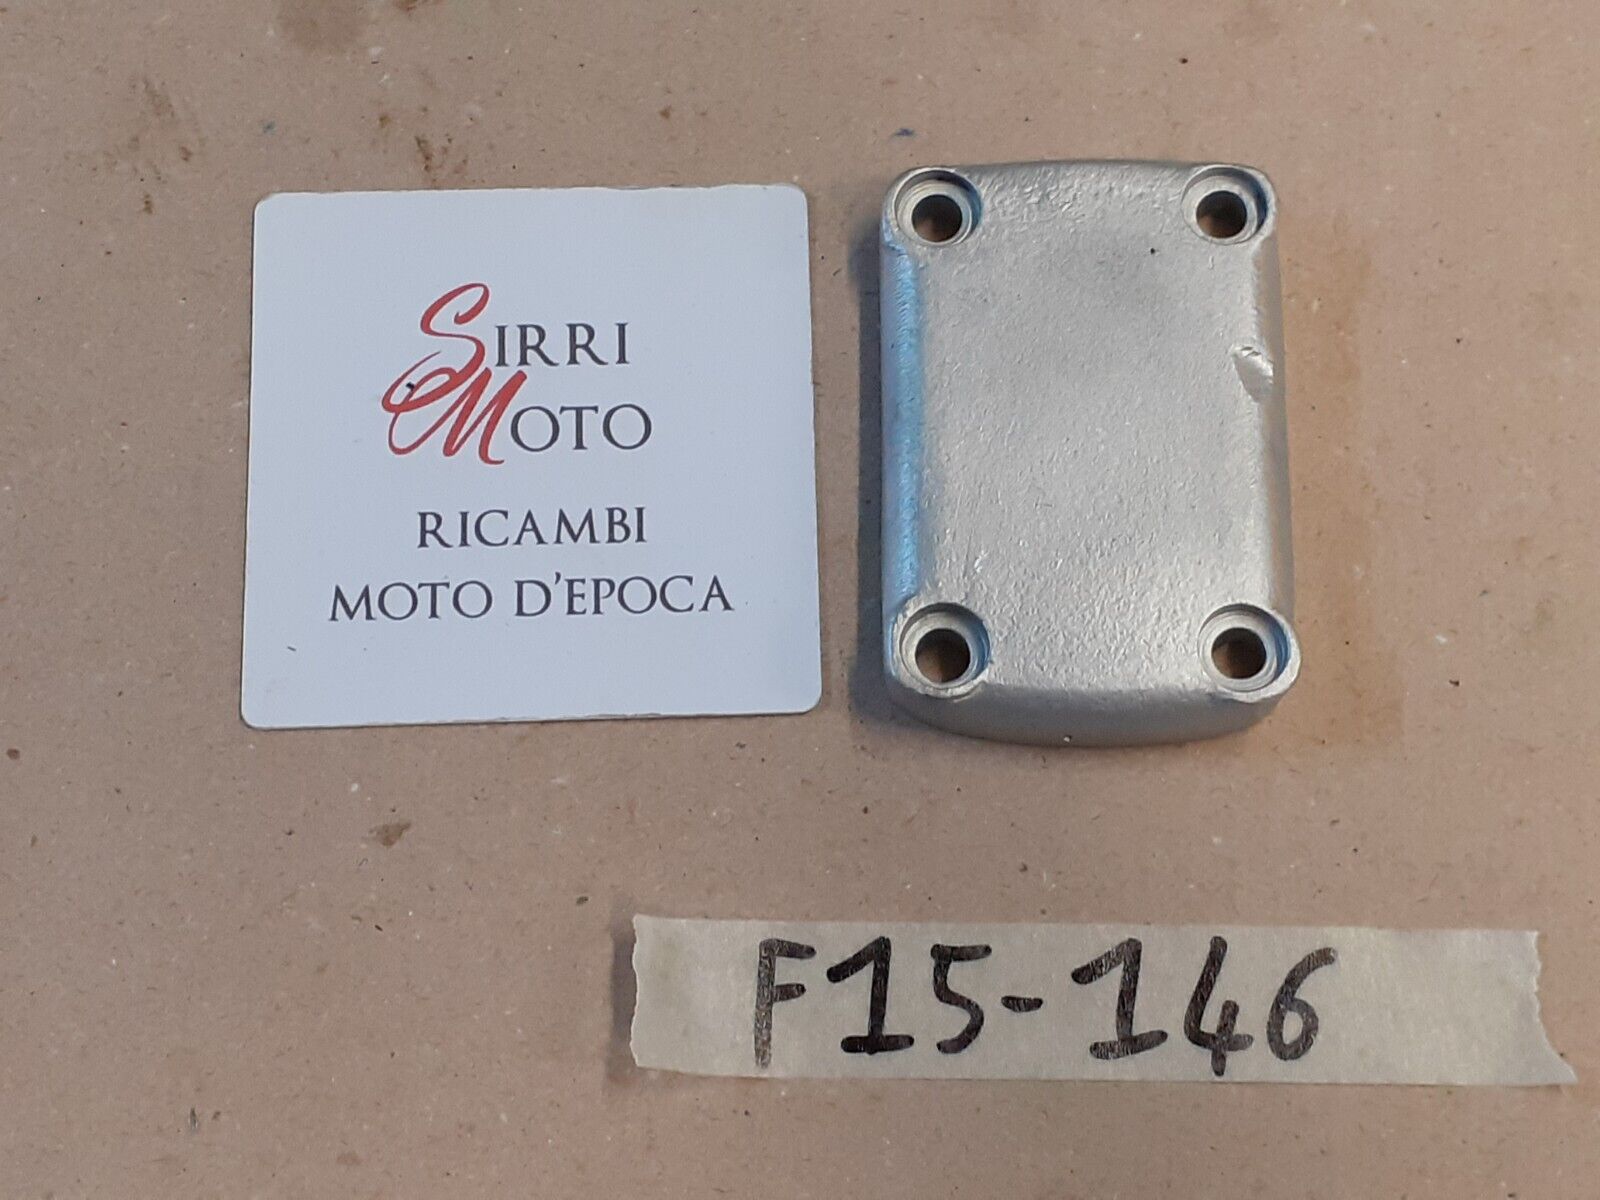 SIRRI
MOTO
RICAMBI
MOTO D'EPOCA
F15-146